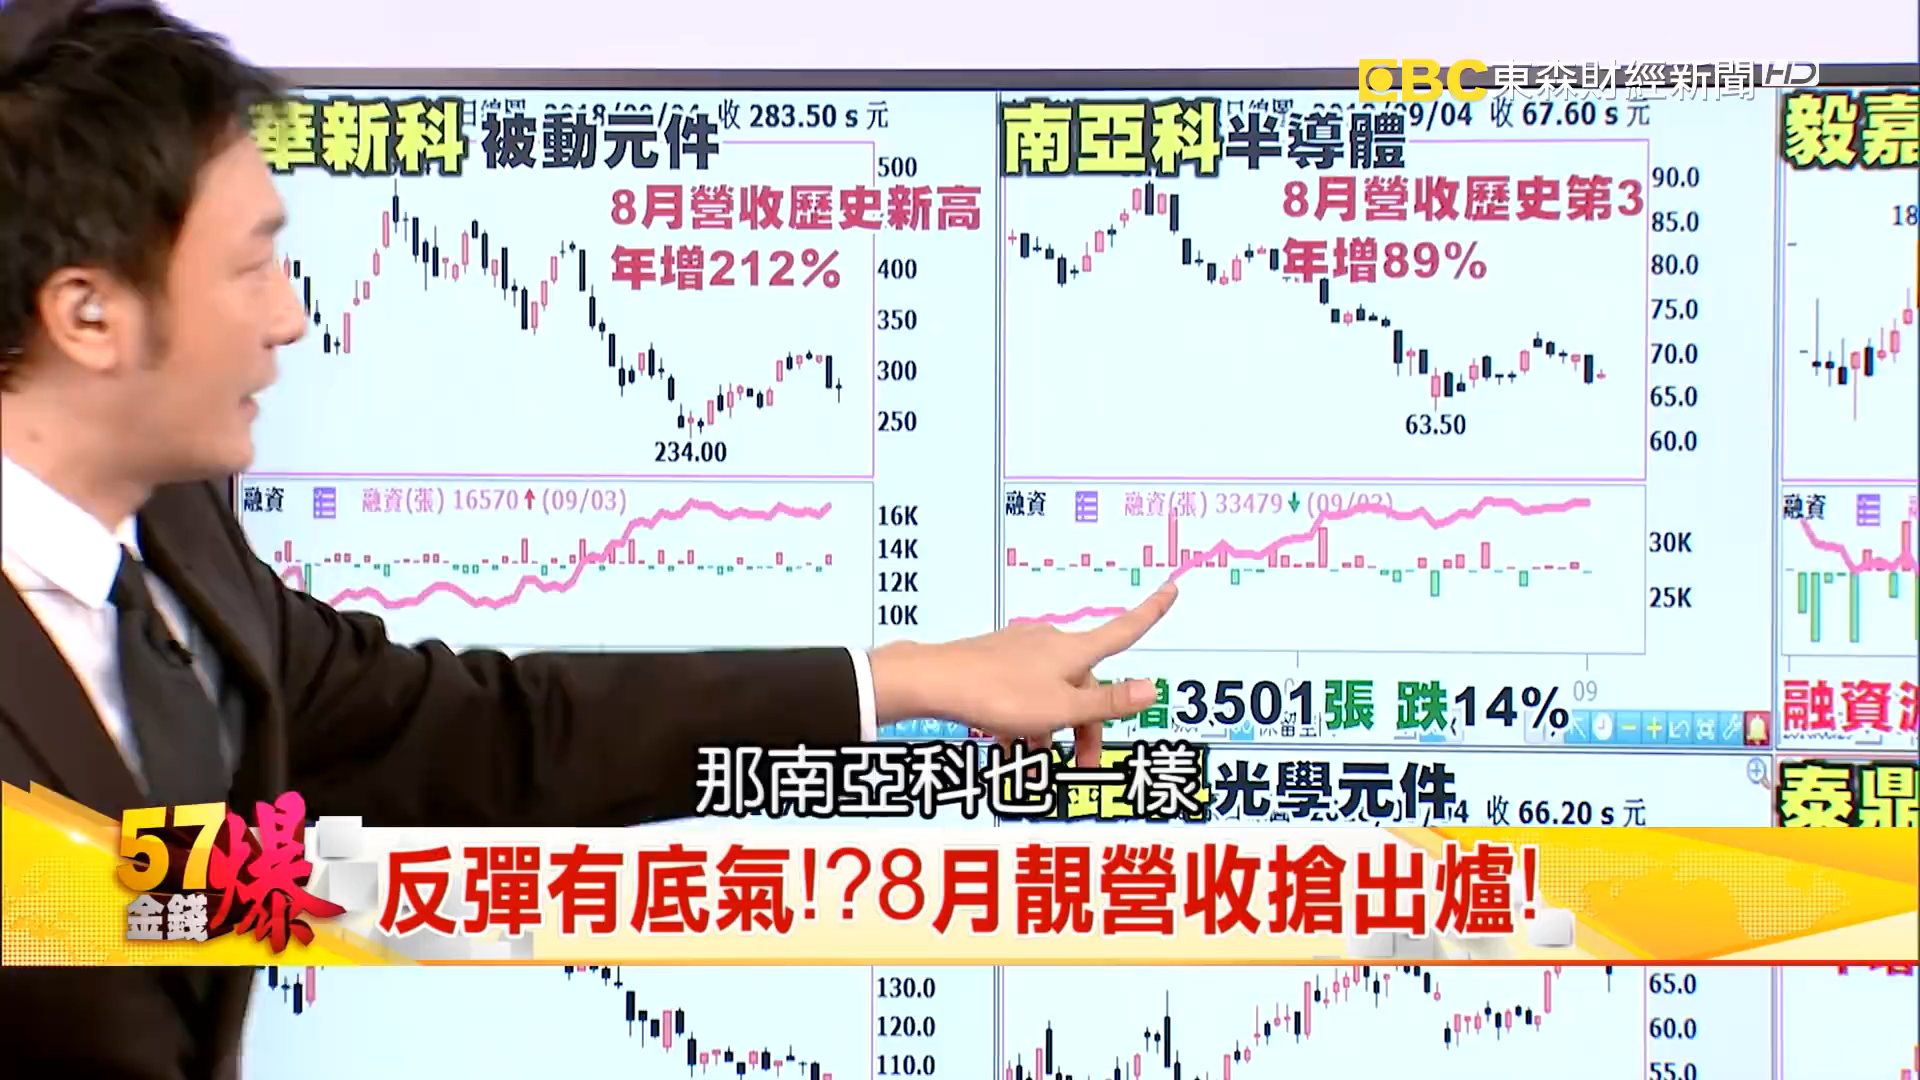 EBC東森財經新聞HD
華新科 被動元件
收 283.50 s 元
8月營收歷史新高
年增212%
500
400
350
300
250
234.00
融資 融資(張) 16570↑(09/03)
16K
14K
12K
10K
南亞科 半導體
09/04 收 67.60 s 元
8月營收歷史第3
年增89%
90.0
85.0
80.0
75.0
70.0
65.0
60.0
63.50
融資 融資(張) 33479↓(09/03)
30K
25K
增3501張 跌14%
09
毅嘉
18
融資
融資
光學元件
收 66.20 s 元
泰鼎
那南亞科也一樣
57金錢爆
反彈有底氣!?8月靚營收搶出爐!
130.0
120.0
110.0
65.0
60.0
55.0